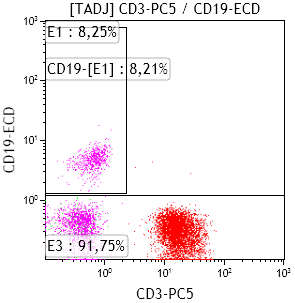 [TADJ] CD3-PC5 / CD19-ECD
10³
E1 : 8,25%
10²
CD19-[E1] : 8,21%
10¹
10⁰
E3 : 91,75%
CD19-ECD
10⁰ 10¹ 10² 10³
CD3-PC5